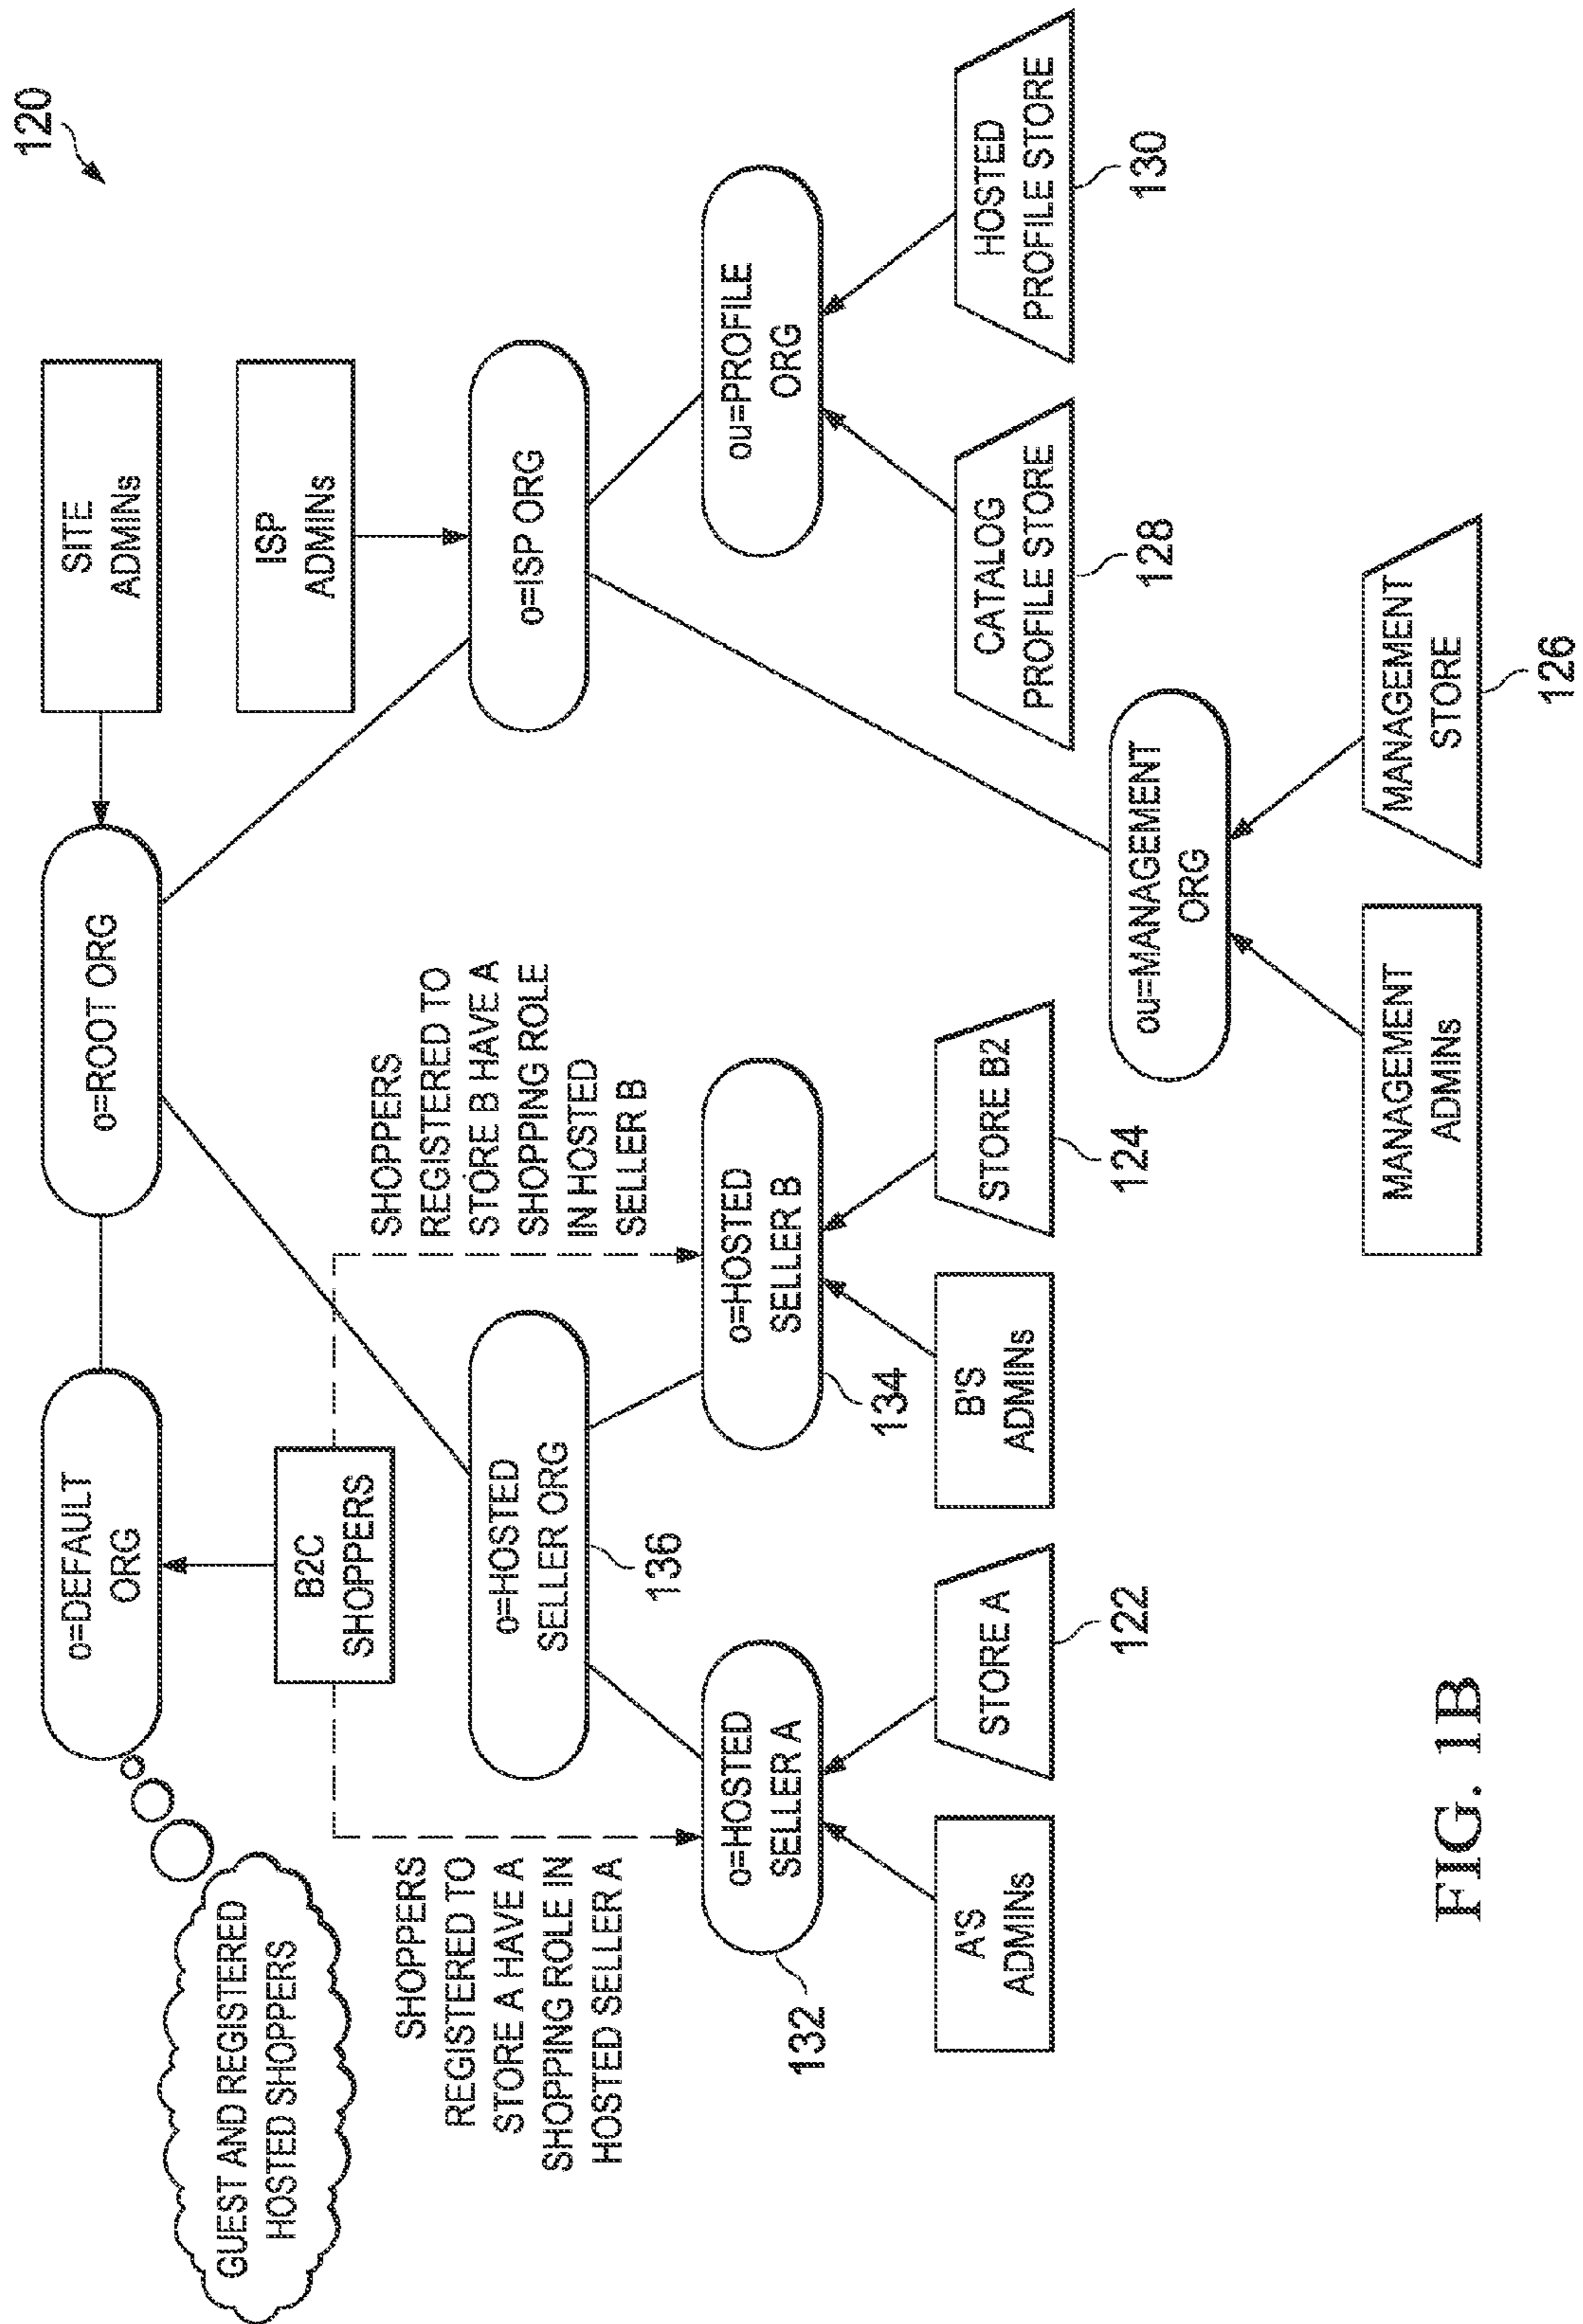 120
GUEST AND REGISTERED
HOSTED SHOPPERS
o=DEFAULT
ORG
o=ROOT ORG
SITE
ADMINs
B2C
SHOPPERS
ISP
ADMINs
SHOPPERS
REGISTERED TO
STORE A HAVE A
SHOPPING ROLE IN
HOSTED SELLER A
SHOPPERS
REGISTERED TO
STORE B HAVE A
SHOPPING ROLE
IN HOSTED
SELLER B
o=HOSTED
SELLER ORG
136
o=ISP ORG
132
o=HOSTED
SELLER A
134
o=HOSTED
SELLER B
ou=PROFILE
ORG
A'S
ADMINs
STORE A
122
B'S
ADMINs
STORE B2
124
CATALOG
PROFILE STORE
128
HOSTED
PROFILE STORE
130
ou=MANAGEMENT
ORG
MANAGEMENT
ADMINs
MANAGEMENT
STORE
126
FIG. 1B